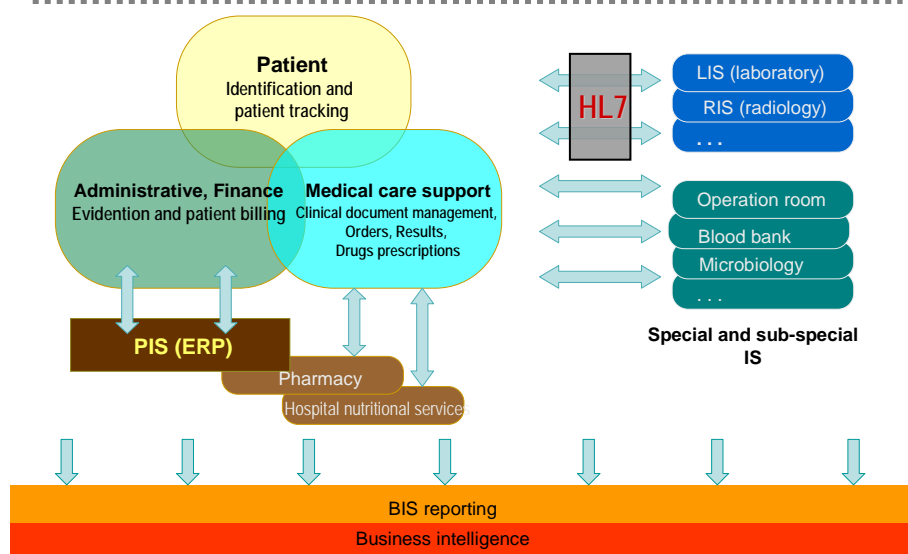 Patient
Identification and
patient tracking
Administrative, Finance
Evidention and patient billing
Medical care support
Clinical document management,
Orders, Results,
Drugs prescriptions
PIS (ERP)
Pharmacy
Hospital nutritional services
HL7
LIS (laboratory)
RIS (radiology)
. . .
Operation room
Blood bank
Microbiology
. . .
Special and sub-special
IS
BIS reporting
Business intelligence